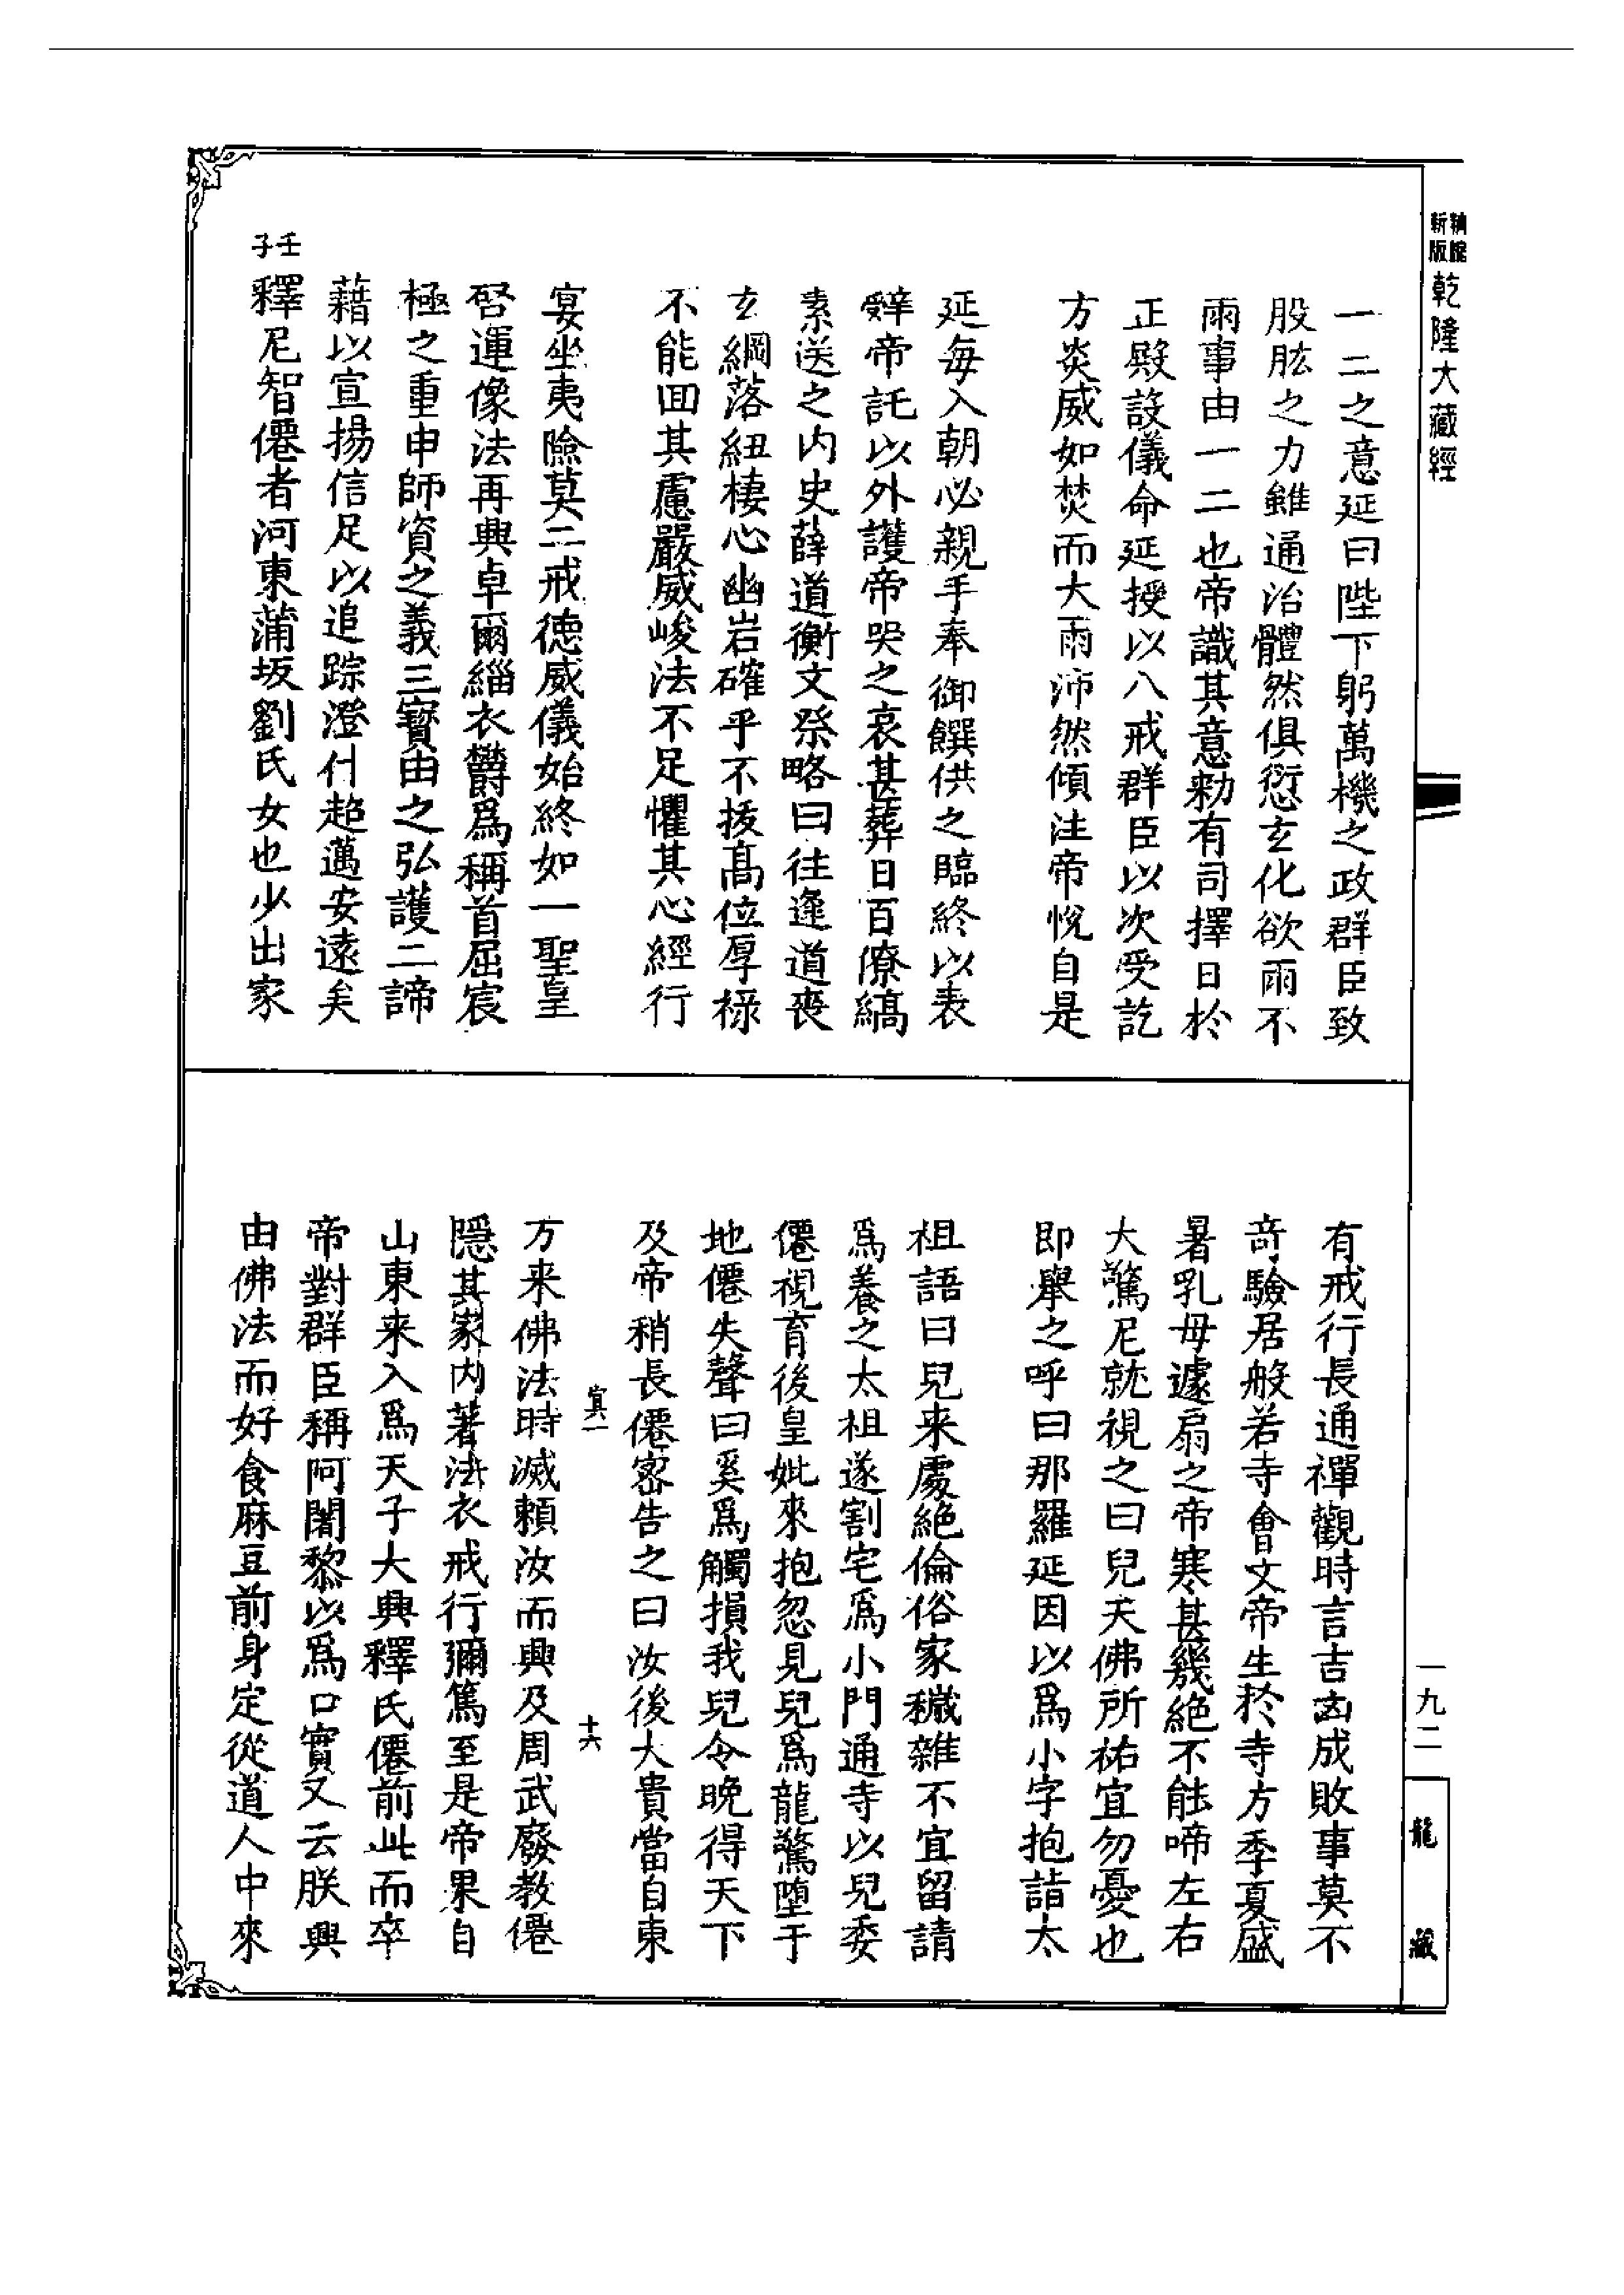 精縮新版乾隆大藏經
一二之意延曰陛下躬萬機之政群臣致
股肱之力雖通治體然俱愆玄化欲雨不
雨事由一二也帝識其意勅有司擇日於
正殿設儀命延授以八戒群臣以次受訖
方炎威如焚而大雨沛然傾注帝悅自是
延每入朝必親手奉御饌供之臨終以表
辭帝託以外護帝哭之哀甚葬日百僚縞
素送之内史薛道衡文祭略曰往逢道喪
玄綱落紐棲心幽岩確乎不拔高位厚祿
不能回其慮嚴威峻法不足懼其心經行
宴坐夷險莫二戒德威儀始終如一聖皇
啓運像法再興卓爾緇衣欝爲稱首屈宸
極之重申師資之義三寶由之弘護二諦
藉以宣揚信足以追踪澄什超邁安遠矣
壬子
釋尼智僊者河東蒲坂劉氏女也少出家
有戒行長通禪觀時言吉凶成敗事莫不
奇驗居般若寺會文帝生於寺方季夏盛
暑乳母遽扇之帝寒甚幾絕不能啼左右
大驚尼就視之曰兒天佛所祐宜勿憂也
即舉之呼曰那羅延因以爲小字抱詣太
祖語曰兒来處絕倫俗家穢雜不宜留請
爲養之太祖遂割宅爲小門通寺以兒委
僊視育後皇妣來抱忽見兒爲龍驚墮于
地僊失聲曰奚爲觸損我兒令晚得天下
及帝稍長僊密告之曰汝後大貴當自東
寘一　十六
方来佛法時滅賴汝而興及周武廢教僊
隱其家内著法衣戒行彌篤至是帝果自
山東来入爲天子大興釋氏僊前此而卒
帝對群臣稱阿闍黎以爲口實又云朕興
由佛法而好食麻豆前身定從道人中來
一九二
龍藏